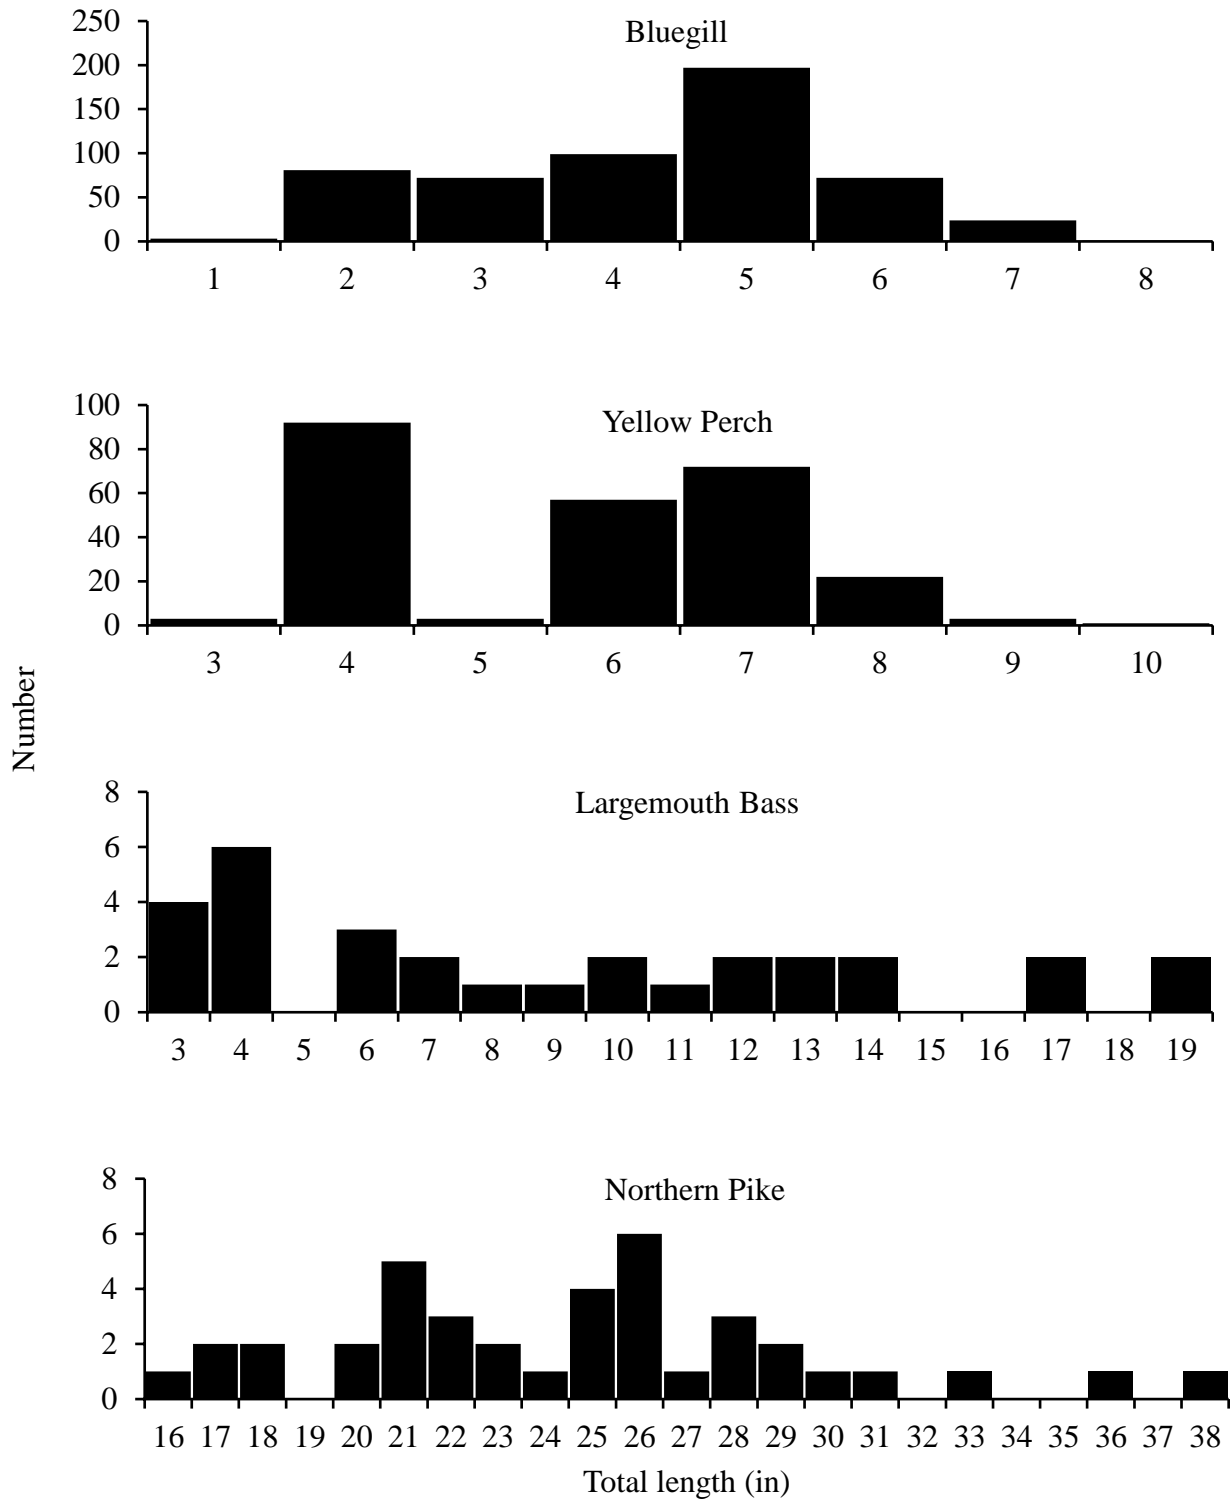 Bluegill
250
200
150
100
50
0
1 2 3 4 5 6 7 8
Yellow Perch
100
80
60
40
20
0
3 4 5 6 7 8 9 10
Number
Largemouth Bass
8
6
4
2
0
3 4 5 6 7 8 9 10 11 12 13 14 15 16 17 18 19
Northern Pike
8
6
4
2
0
16 17 18 19 20 21 22 23 24 25 26 27 28 29 30 31 32 33 34 35 36 37 38
Total length (in)